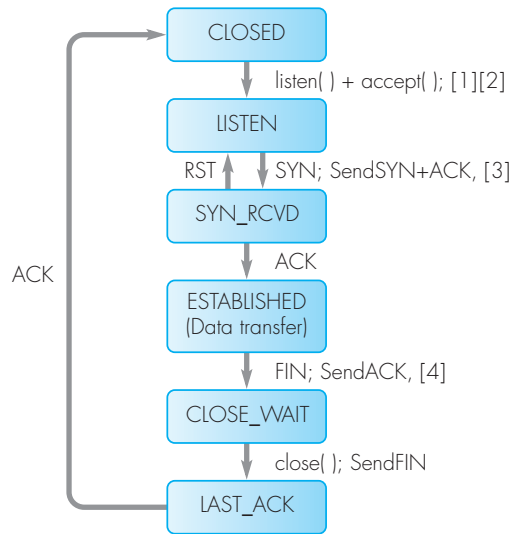 CLOSED
listen( ) + accept( ); [1][2]
LISTEN
RST
SYN; SendSYN+ACK, [3]
SYN_RCVD
ACK
ACK
ESTABLISHED
(Data transfer)
FIN; SendACK, [4]
CLOSE_WAIT
close( ); SendFIN
LAST_ACK